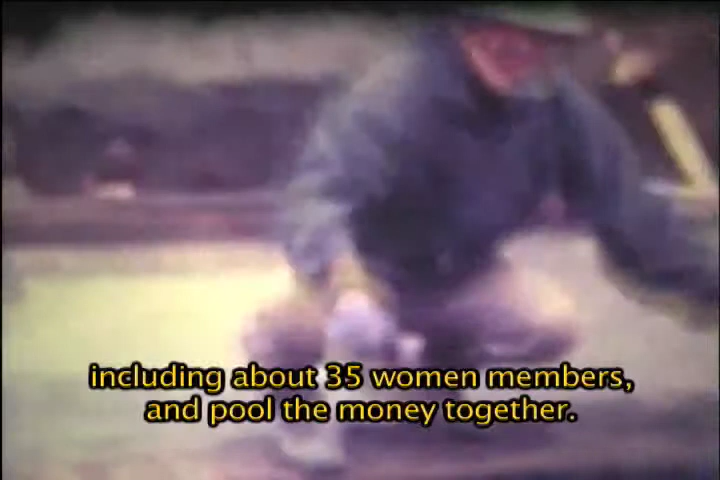 including about 35 women members,
and pool the money together.